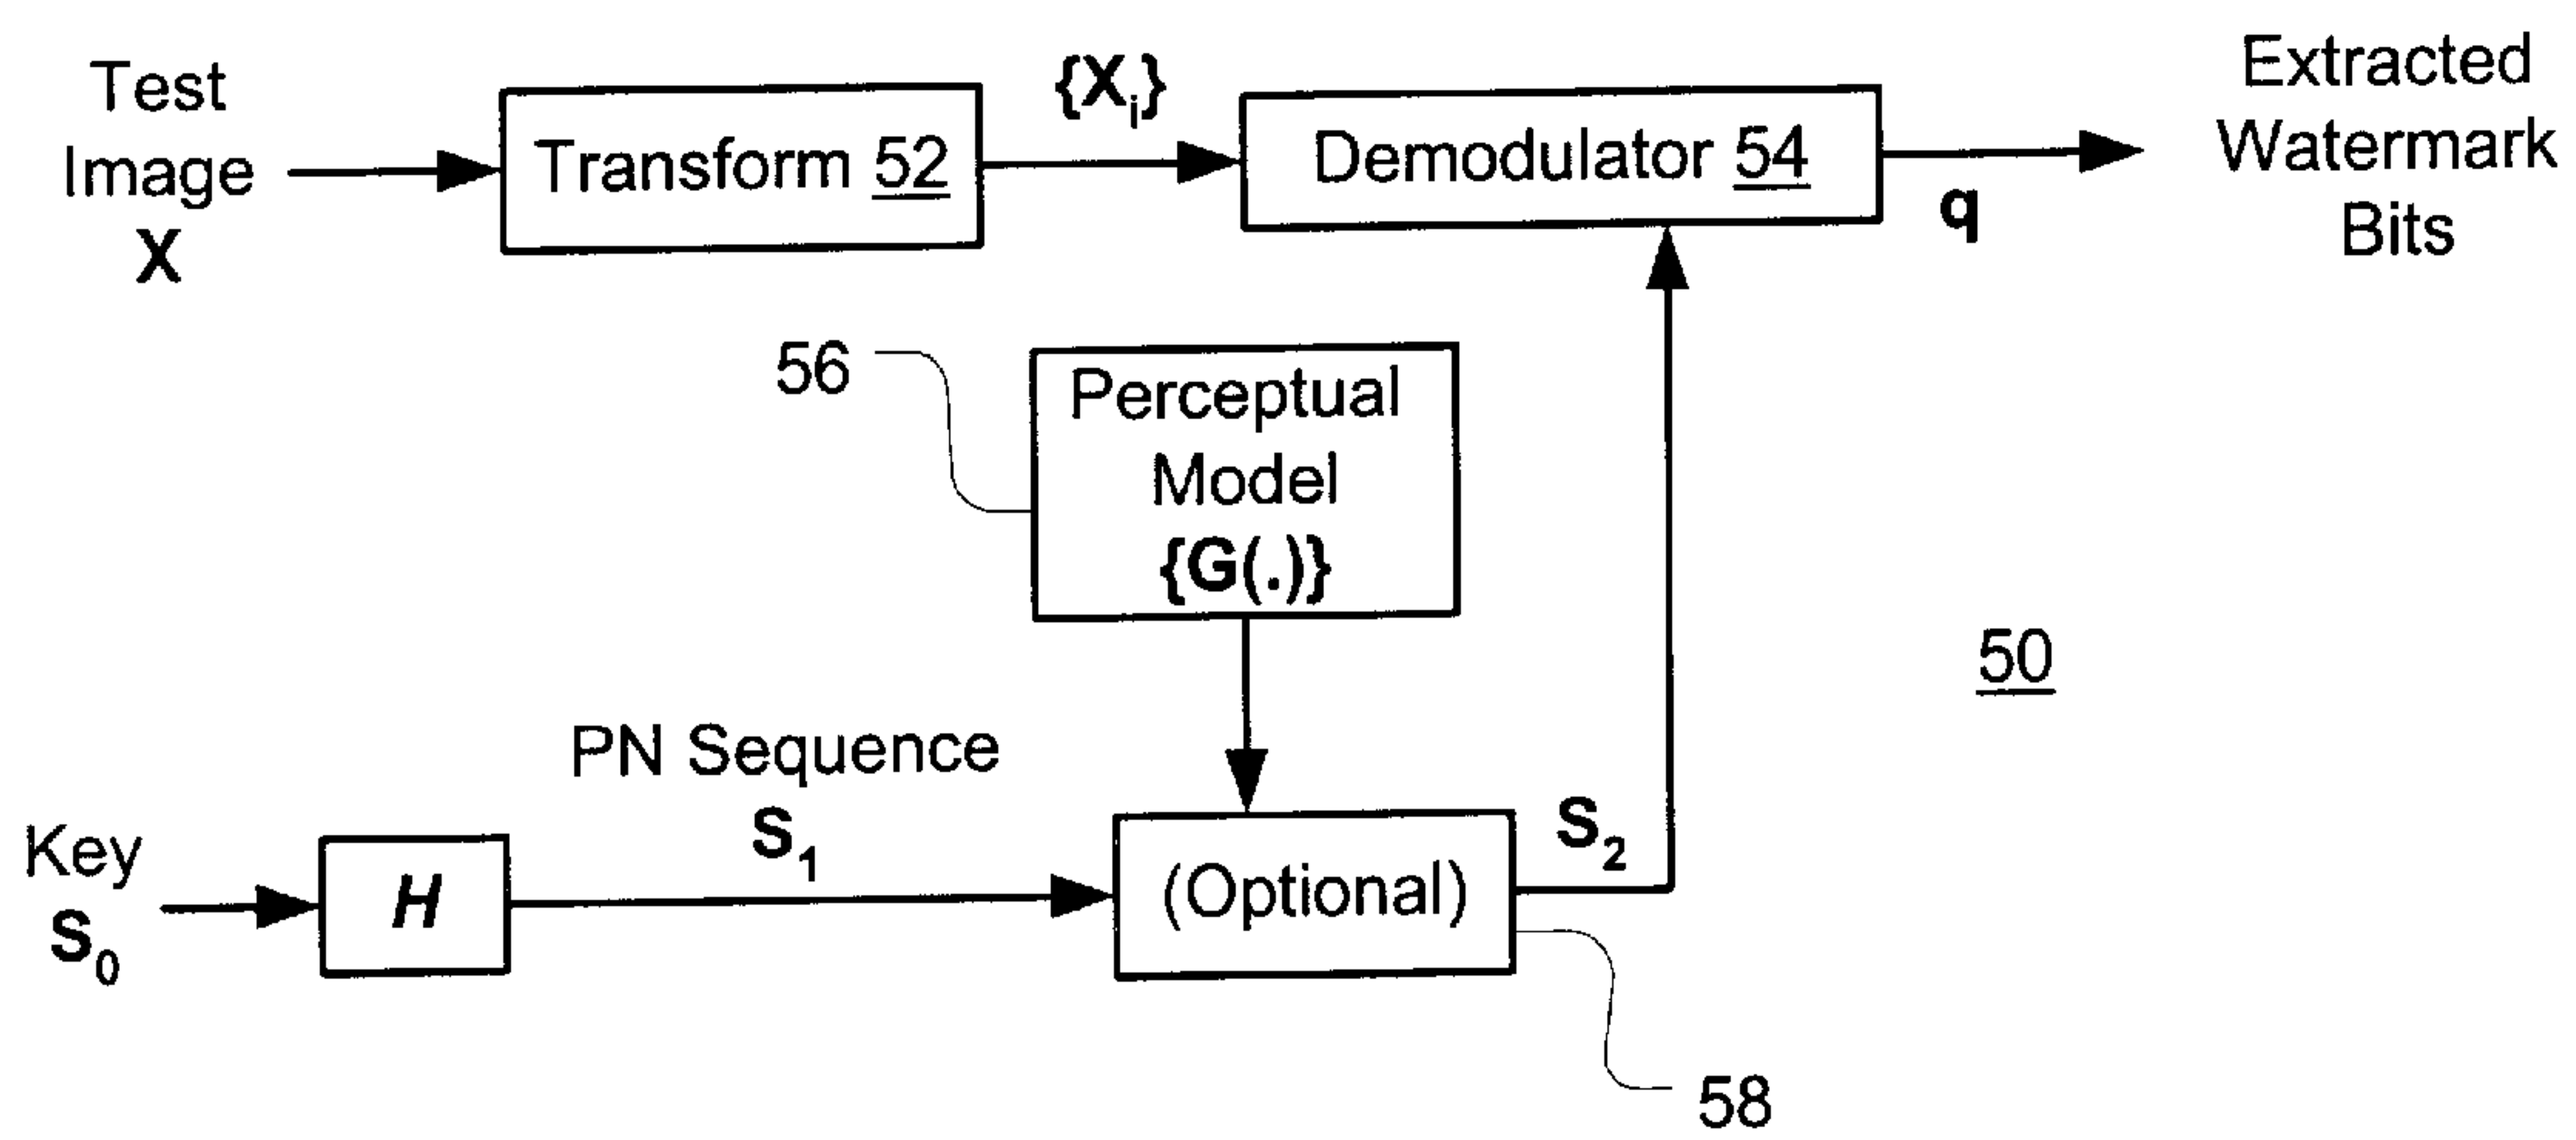 Test
Image
X
Transform 52
{Xi}
Demodulator 54
q
Extracted
Watermark
Bits
56
Perceptual
Model
{G(.)}
50
PN Sequence
S1
Key
S0
H
(Optional)
S2
58